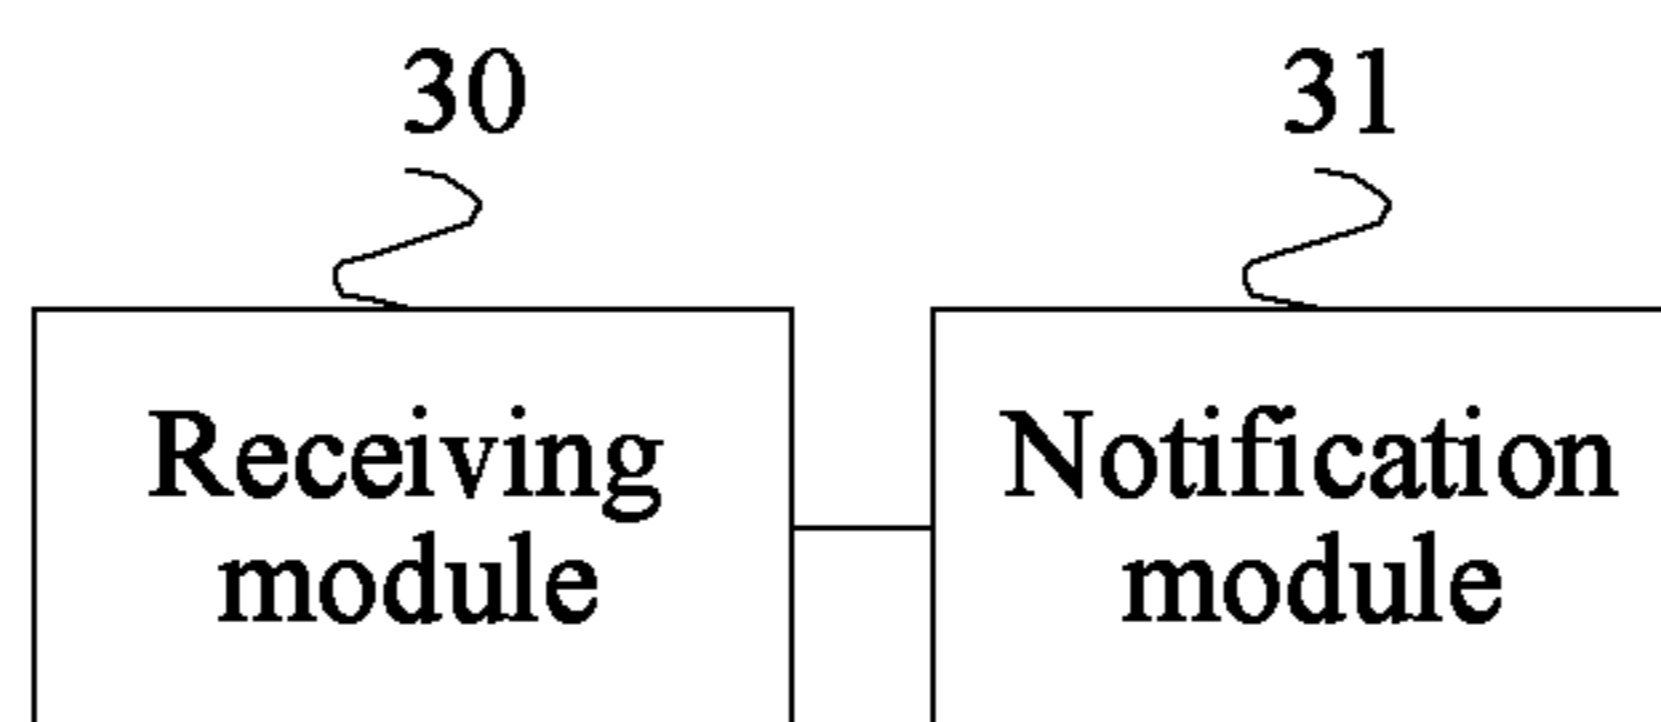 30
31
Receiving
module
Notification
module